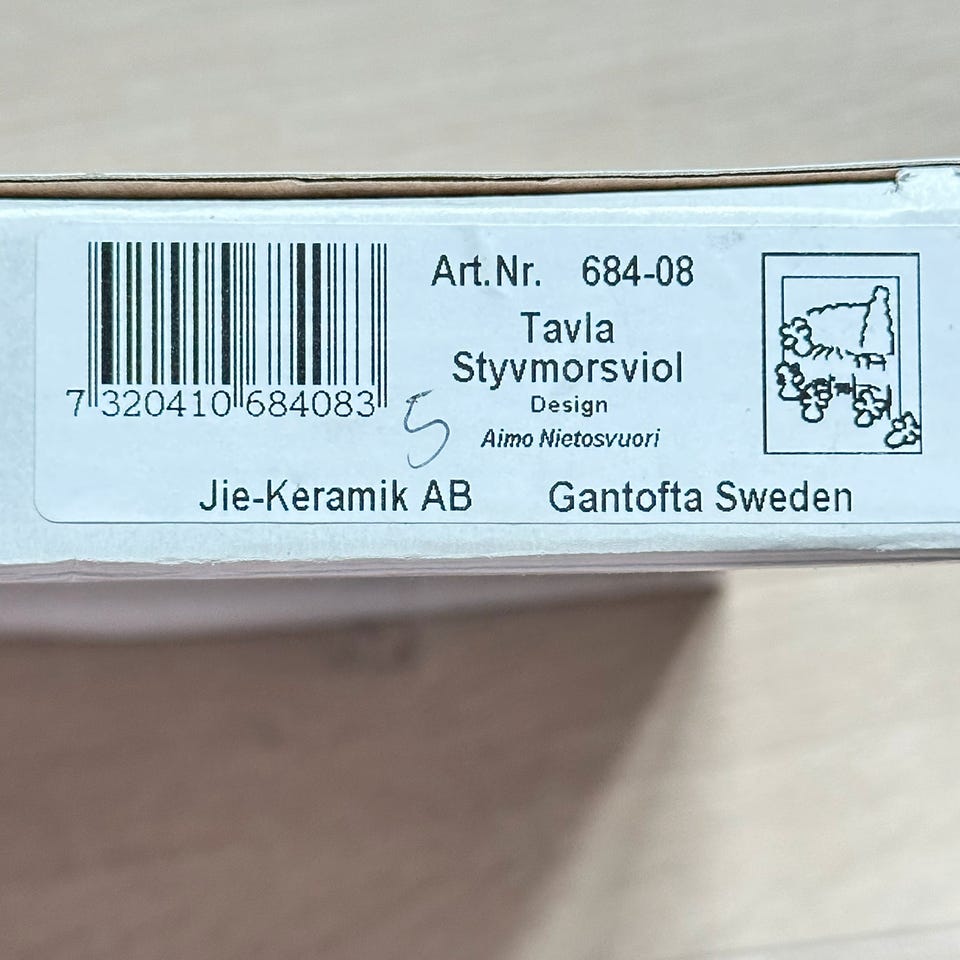 Art.Nr. 684-08
Tavla
Styvmorsviol
Design
Aimo Nietosvuori
7 320410 684083
5
Jie-Keramik AB Gantofta Sweden